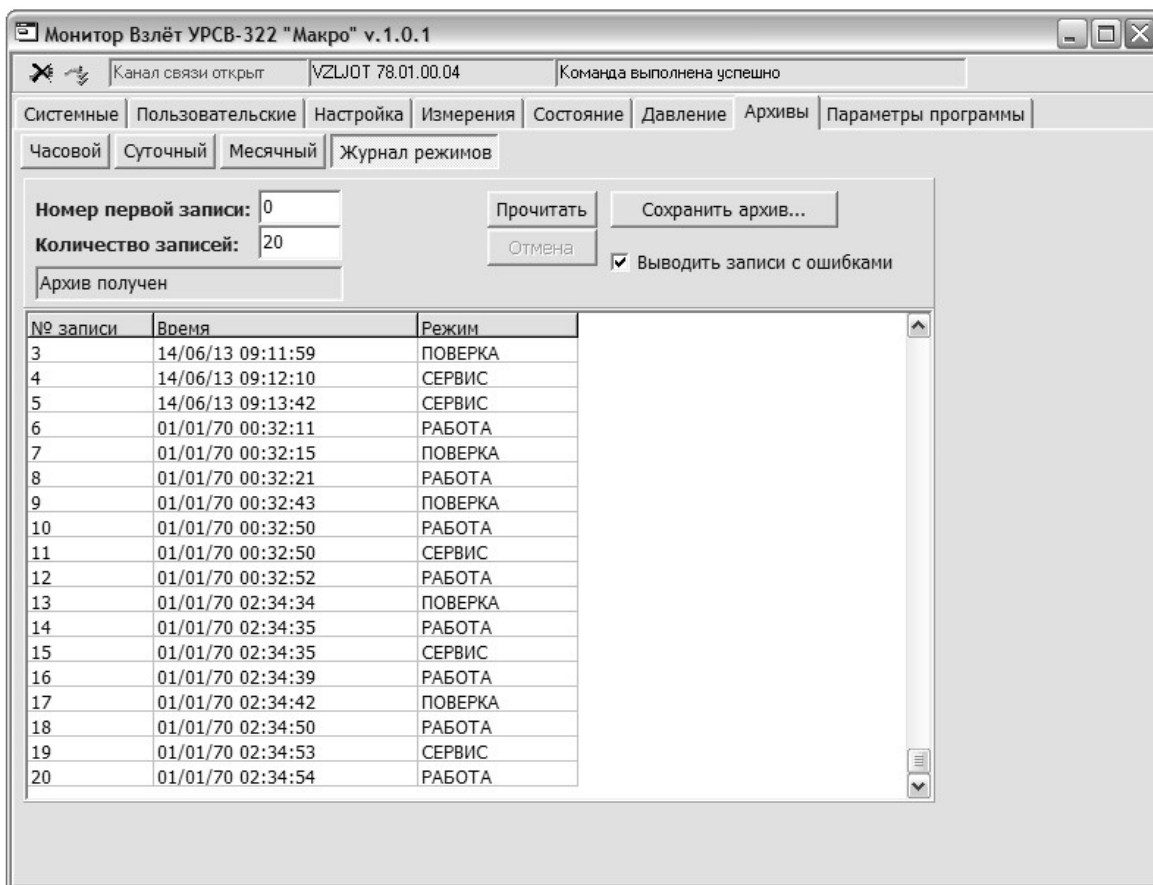 Монитор Взлёт УРСВ-322 "Макро" v.1.0.1
Канал связи открыт VZLJOT 78.01.00.04 Команда выполнена успешно
Системные Пользовательские Настройка Измерения Состояние Давление Архивы Параметры программы
Часовой Суточный Месячный Журнал режимов
Номер первой записи: 0 Прочитать Сохранить архив...
Количество записей: 20 Отмена
Выводить записи с ошибками
Архив получен
№ записи Время Режим
3 14/06/13 09:11:59 ПОВЕРКА
4 14/06/13 09:12:10 СЕРВИС
5 14/06/13 09:13:42 СЕРВИС
6 01/01/70 00:32:11 РАБОТА
7 01/01/70 00:32:15 ПОВЕРКА
8 01/01/70 00:32:21 РАБОТА
9 01/01/70 00:32:43 ПОВЕРКА
10 01/01/70 00:32:50 РАБОТА
11 01/01/70 00:32:50 СЕРВИС
12 01/01/70 00:32:52 РАБОТА
13 01/01/70 02:34:34 ПОВЕРКА
14 01/01/70 02:34:35 РАБОТА
15 01/01/70 02:34:35 СЕРВИС
16 01/01/70 02:34:39 РАБОТА
17 01/01/70 02:34:42 ПОВЕРКА
18 01/01/70 02:34:50 РАБОТА
19 01/01/70 02:34:53 СЕРВИС
20 01/01/70 02:34:54 РАБОТА